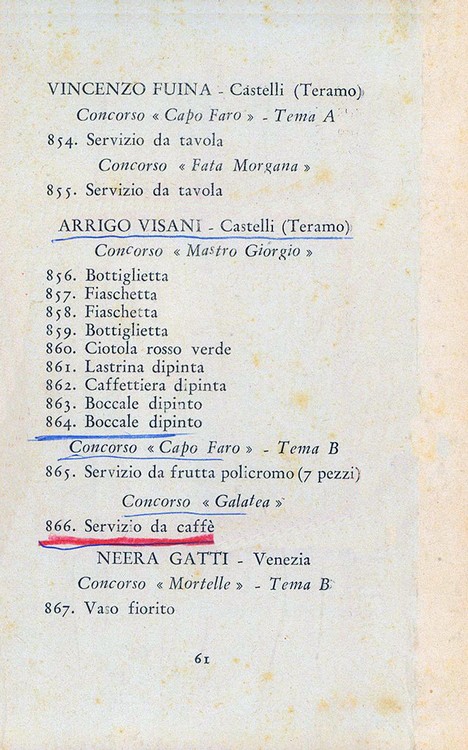 VINCENZO FUINA - Castelli (Teramo)
Concorso « Capo Faro » - Tema A
854. Servizio da tavola
Concorso « Fata Morgana »
855. Servizio da tavola
ARRIGO VISANI - Castelli (Teramo)
Concorso « Mastro Giorgio »
856. Bottiglietta
857. Fiaschetta
858. Fiaschetta
859. Bottiglietta
860. Ciotola rosso verde
861. Lastrina dipinta
862. Caffettiera dipinta
863. Boccale dipinto
864. Boccale dipinto
Concorso « Capo Faro » - Tema B
865. Servizio da frutta policromo (7 pezzi)
Concorso « Galatea »
866. Servizio da caffè
NEERA GATTI - Venezia
Concorso « Mortelle » - Tema B
867. Vaso fiorito
61